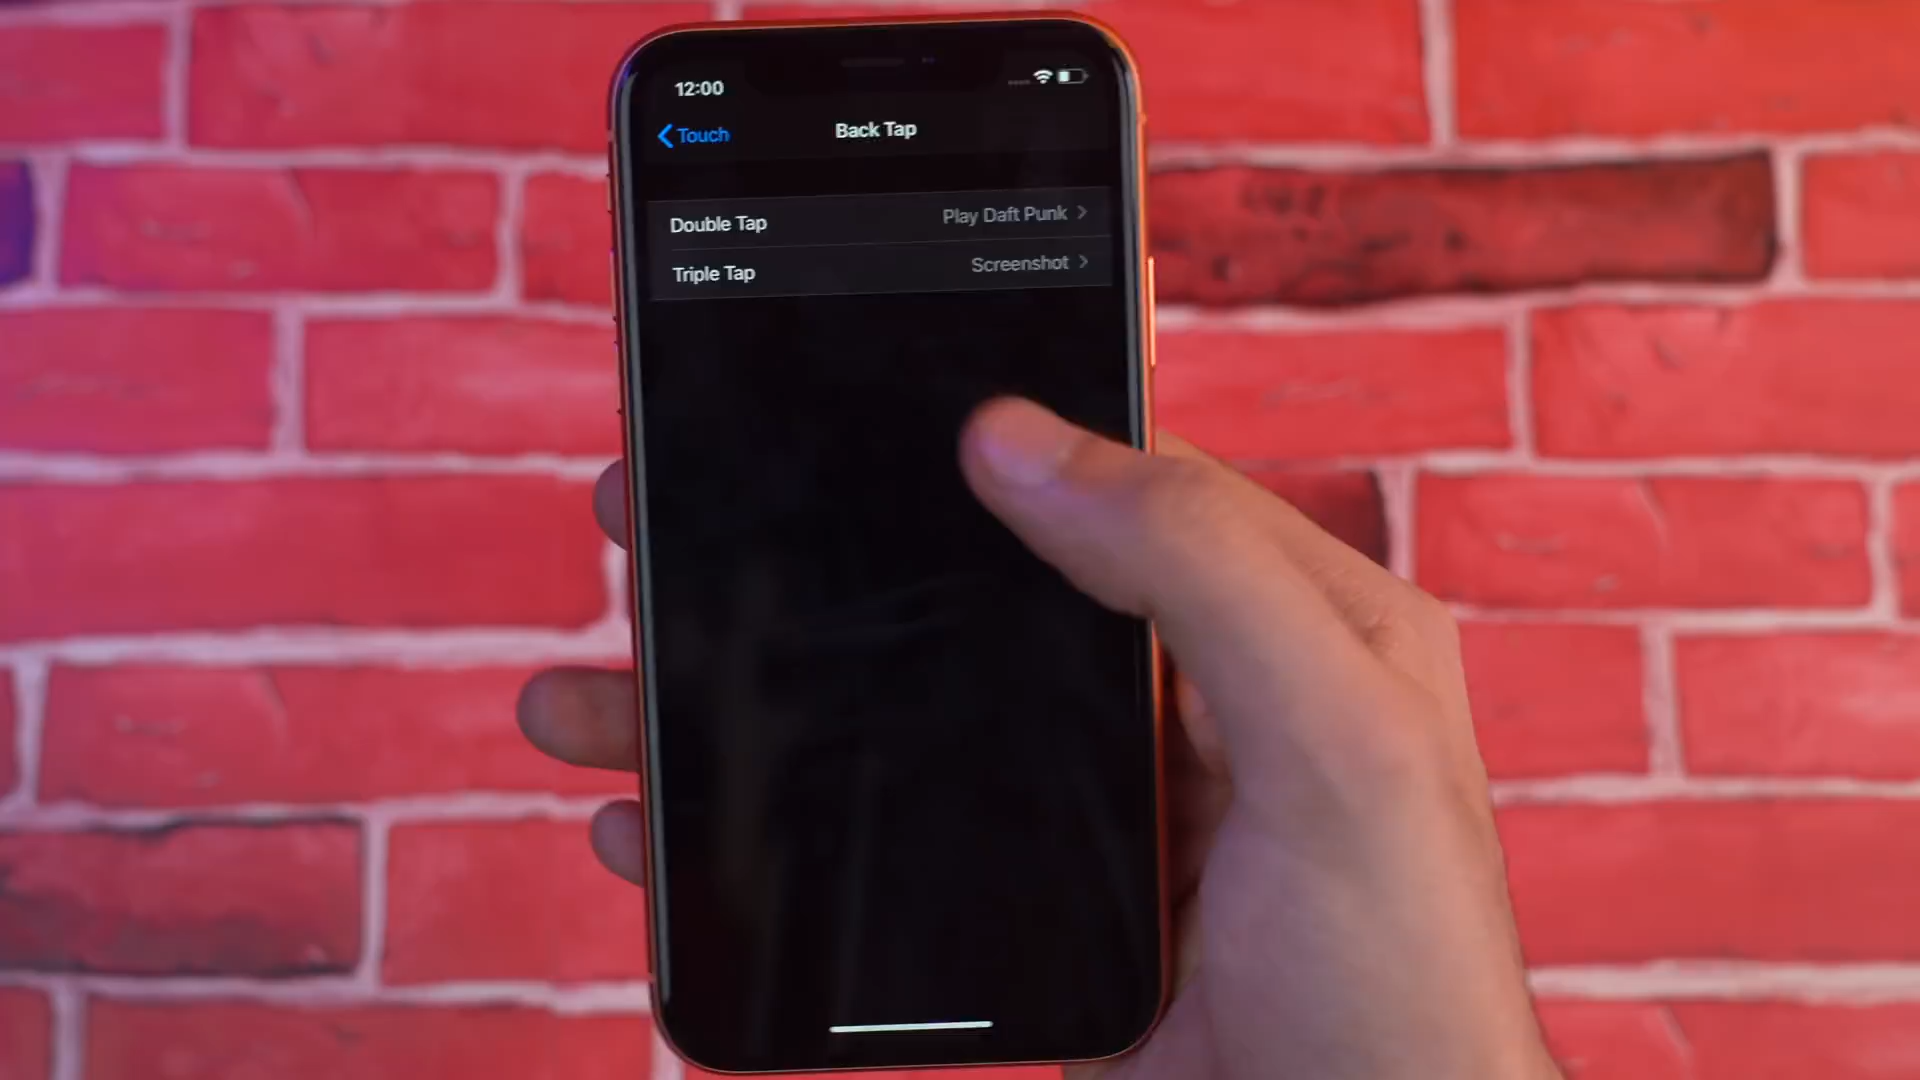 12:00
Touch
Back Tap
Double Tap Play Daft Punk
Triple Tap Screenshot